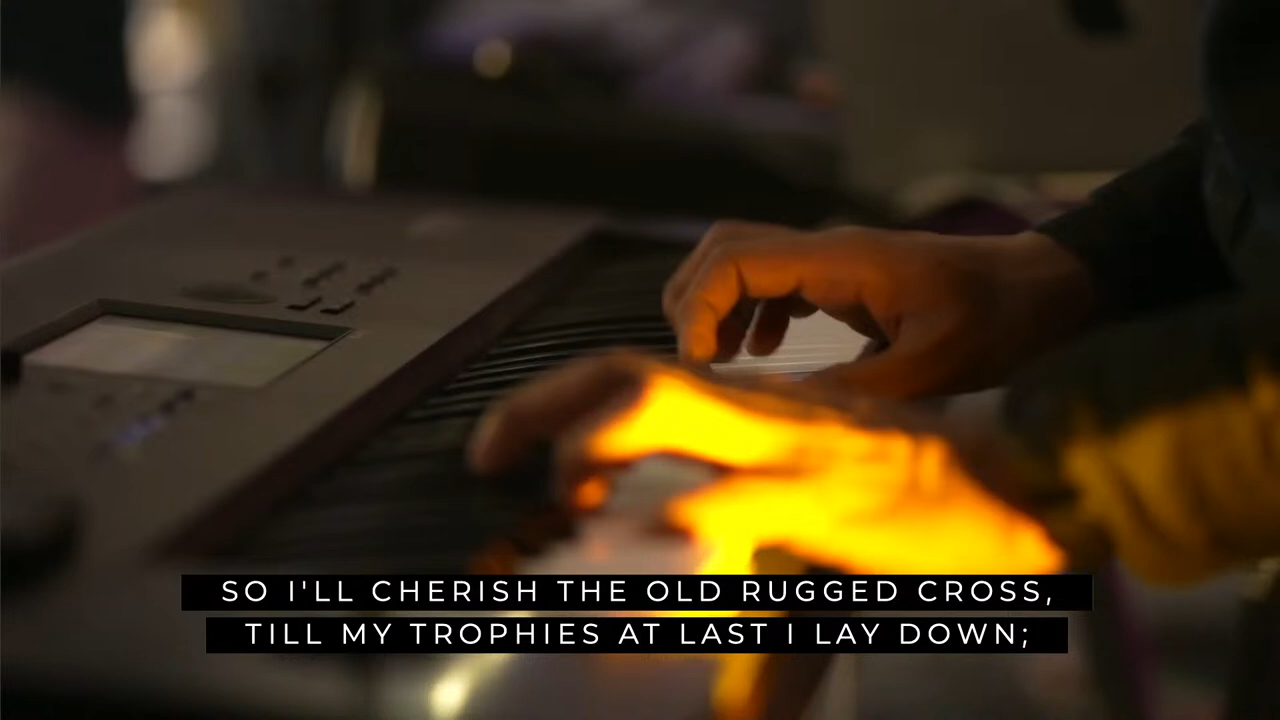 SO I'LL CHERISH THE OLD RUGGED CROSS,
TILL MY TROPHIES AT LAST I LAY DOWN;